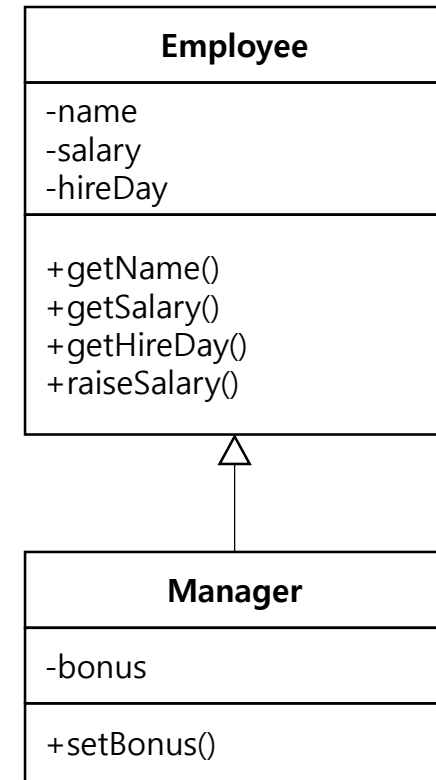 Employee
-name
-salary
-hireDay
+getName()
+getSalary()
+getHireDay()
+raiseSalary()
Manager
-bonus
+setBonus()